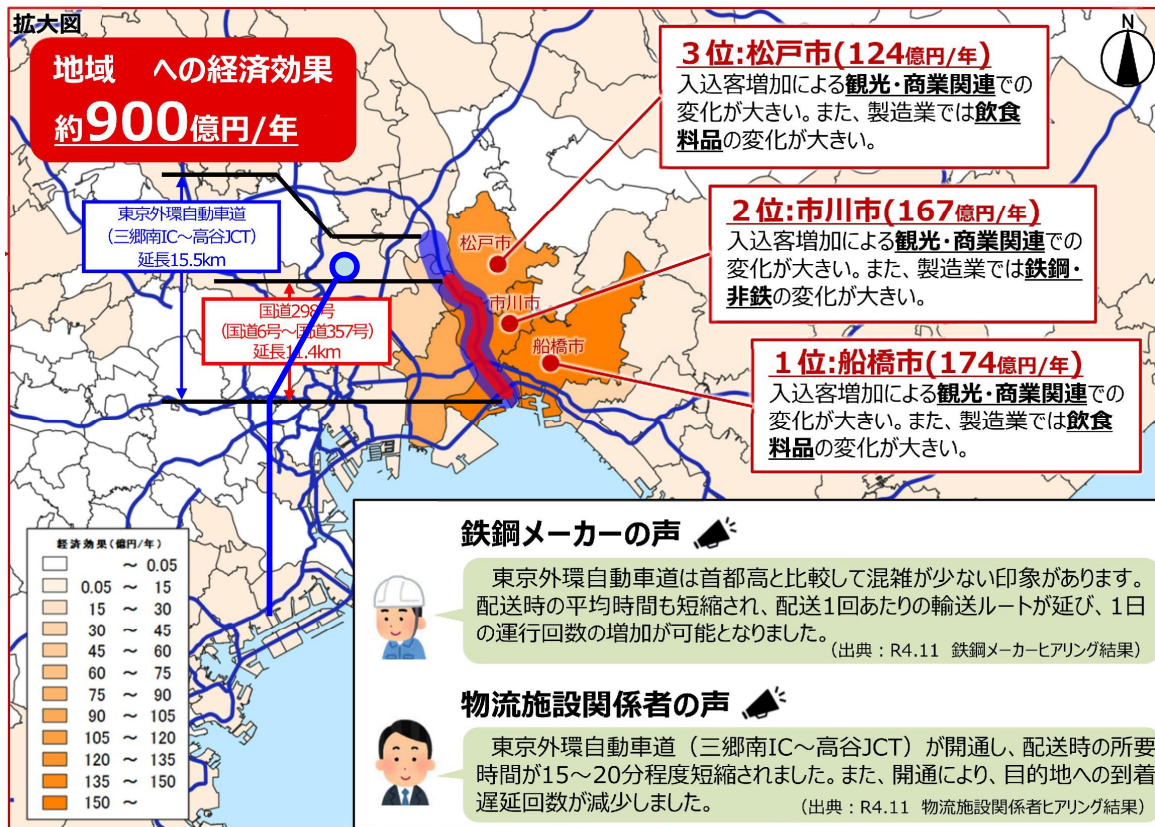 拡大図
地域　への経済効果
約900億円/年
N
3位:松戸市(124億円/年)
入込客増加による観光・商業関連での
変化が大きい。また、製造業では飲食
料品の変化が大きい。
2位:市川市(167億円/年)
入込客増加による観光・商業関連での
変化が大きい。また、製造業では鉄鋼・
非鉄の変化が大きい。
1位:船橋市(174億円/年)
入込客増加による観光・商業関連での
変化が大きい。また、製造業では飲食
料品の変化が大きい。
東京外環自動車道
(三郷南IC～高谷JCT)
延長15.5km
国道298号
(国道6号～国道357号)
延長11.4km
松戸市
市川市
船橋市
経済効果(億円/年)
～ 0.05
0.05 ～ 15
15 ～ 30
30 ～ 45
45 ～ 60
60 ～ 75
75 ～ 90
90 ～ 105
105 ～ 120
120 ～ 135
135 ～ 150
150 ～
鉄鋼メーカーの声
東京外環自動車道は首都高と比較して混雑が少ない印象があります。
配送時の平均時間も短縮され、配送1回あたりの輸送ルートが延び、1日
の運行回数の増加が可能となりました。
(出典：R4.11 鉄鋼メーカーヒアリング結果)
物流施設関係者の声
東京外環自動車道（三郷南IC～高谷JCT）が開通し、配送時の所要
時間が15～20分程度短縮されました。また、開通により、目的地への到着
遅延回数が減少しました。
(出典：R4.11 物流施設関係者ヒアリング結果)